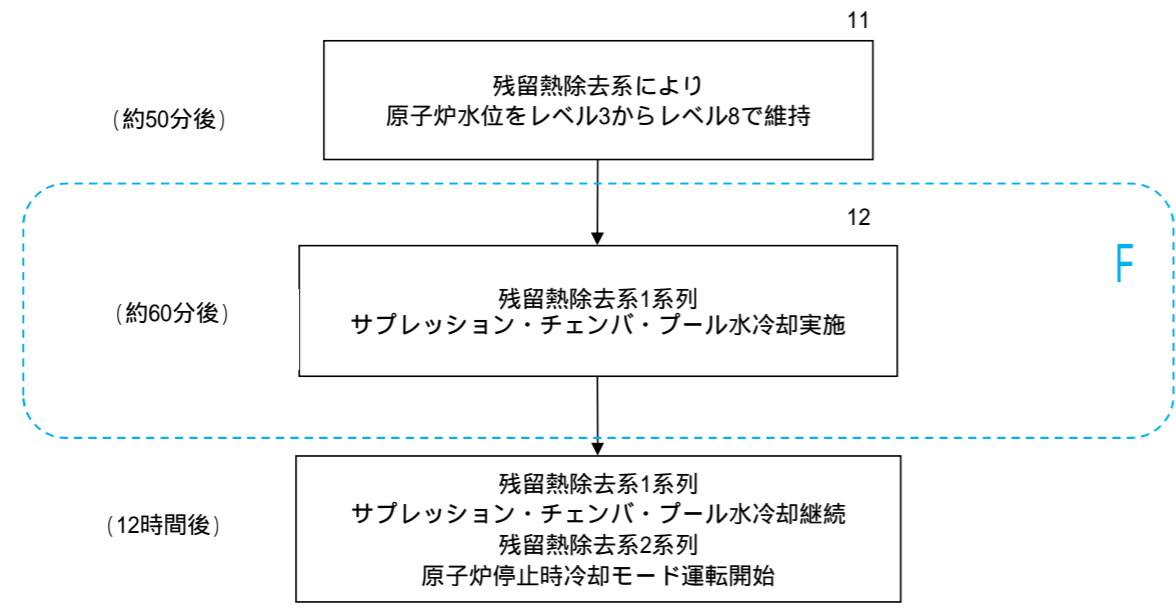 11
残留熱除去系により
原子炉水位をレベル3からレベル8で維持
(約50分後)
12
F
残留熱除去系1系列
サプレッション・チェンバ・プール水冷却実施
(約60分後)
残留熱除去系1系列
サプレッション・チェンバ・プール水冷却継続
残留熱除去系2系列
原子炉停止時冷却モード運転開始
(12時間後)